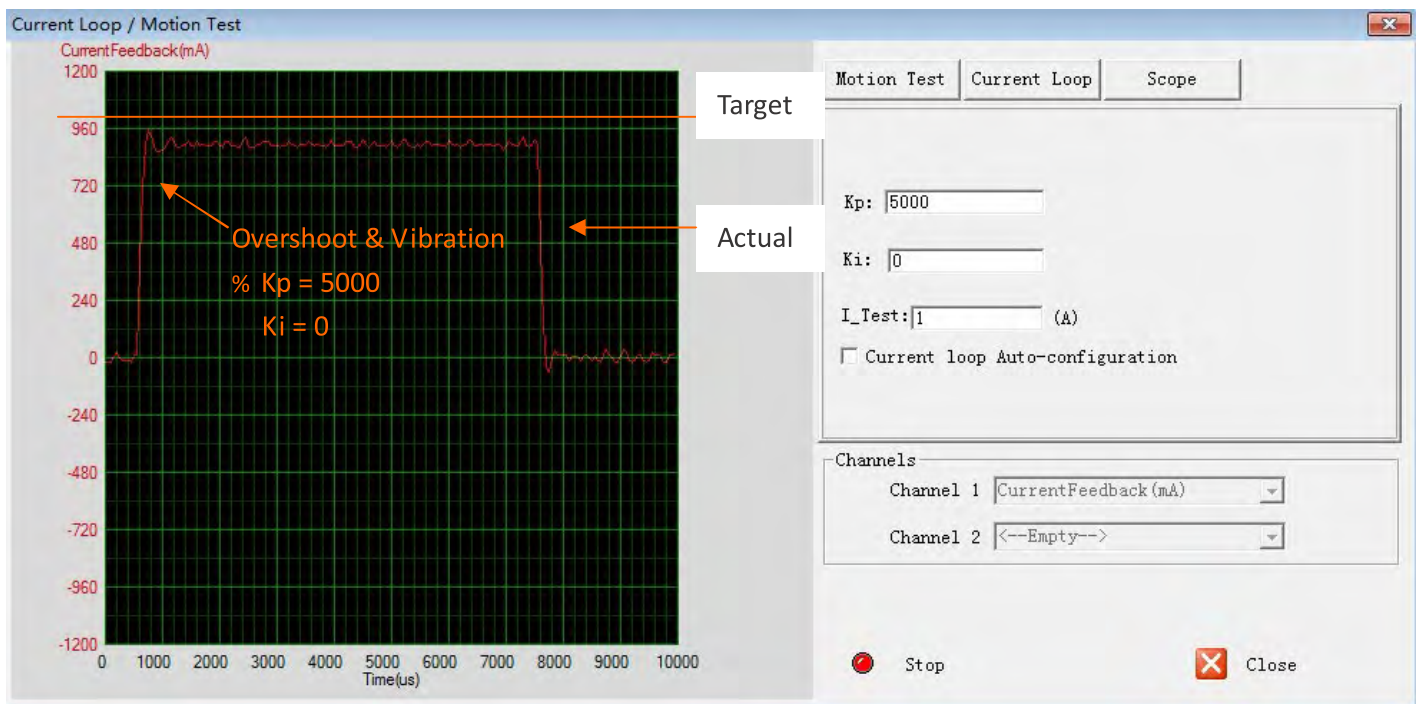 Current Loop / Motion Test
CurrentFeedback(mA)
1200
960
720
480
240
0
-240
-480
-720
-960
-1200
0 1000 2000 3000 4000 5000 6000 7000 8000 9000 10000
Time(us)
Target
Actual
Overshoot & Vibration
% Kp = 5000
Ki = 0
Motion Test Current Loop Scope
Kp: 5000
Ki: 0
I_Test: 1 (A)
Current loop Auto-configuration
Channels
Channel 1 CurrentFeedback(mA)
Channel 2 <--Empty-->
Stop Close